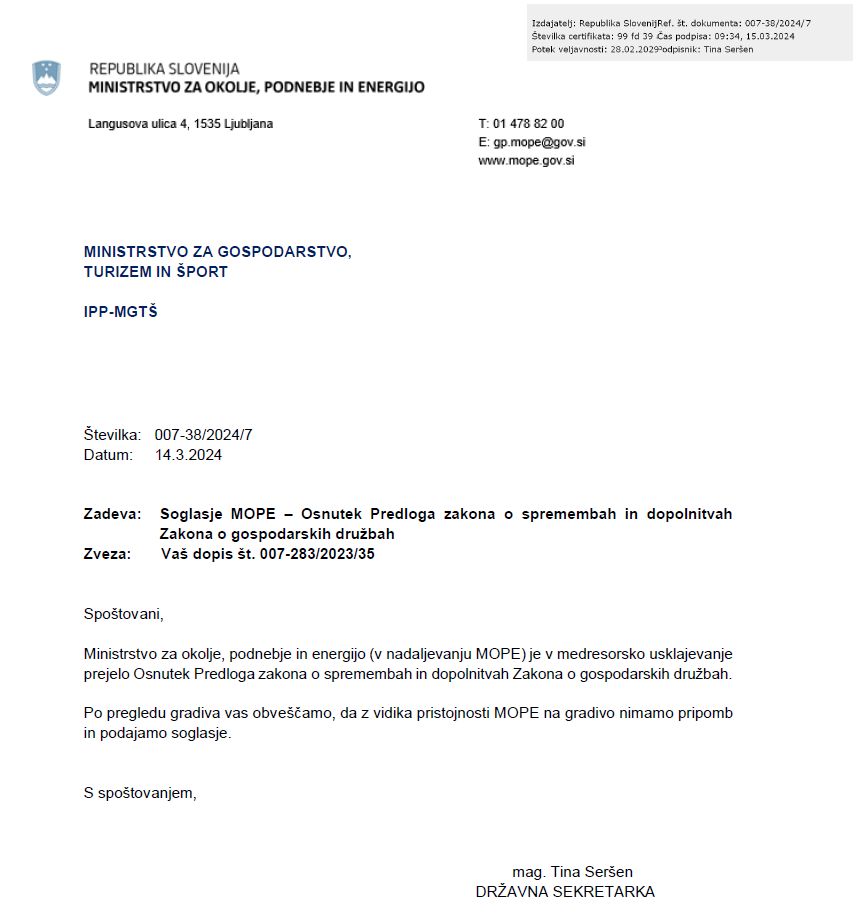 Izdajatelj: Republika Slovenij Ref. št. dokumenta: 007-38/2024/7
Številka certifikata: 99 fd 39 Čas podpisa: 09:34, 15.03.2024
Potek veljavnosti: 28.02.2029 Podpisnik: Tina Seršen
REPUBLIKA SLOVENIJA
MINISTRSTVO ZA OKOLJE, PODNEBJE IN ENERGIJO
Langusova ulica 4, 1535 Ljubljana
T: 01 478 82 00
E: gp.mope@gov.si
www.mope.gov.si
MINISTRSTVO ZA GOSPODARSTVO,
TURIZEM IN ŠPORT
IPP-MGTŠ
Številka: 007-38/2024/7
Datum: 14.3.2024
Zadeva: Soglasje MOPE – Osnutek Predloga zakona o spremembah in dopolnitvah
Zakona o gospodarskih družbah
Zveza: Vaš dopis št. 007-283/2023/35
Spoštovani,
Ministrstvo za okolje, podnebje in energijo (v nadaljevanju MOPE) je v medresorsko usklajevanje
prejelo Osnutek Predloga zakona o spremembah in dopolnitvah Zakona o gospodarskih družbah.
Po pregledu gradiva vas obveščamo, da z vidika pristojnosti MOPE na gradivo nimamo pripomb
in podajamo soglasje.
S spoštovanjem,
mag. Tina Seršen
DRŽAVNA SEKRETARKA